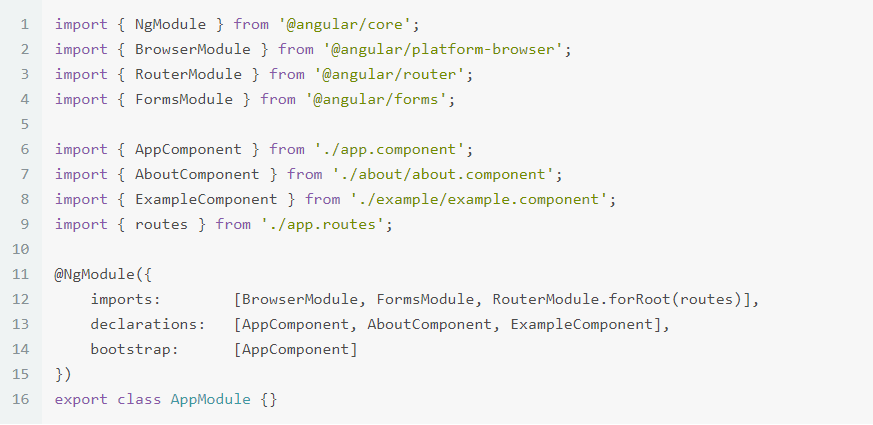 1 import { NgModule } from '@angular/core';
2 import { BrowserModule } from '@angular/platform-browser';
3 import { RouterModule } from '@angular/router';
4 import { FormsModule } from '@angular/forms';
5
6 import { AppComponent } from './app.component';
7 import { AboutComponent } from './about/about.component';
8 import { ExampleComponent } from './example/example.component';
9 import { routes } from './app.routes';
10
11 @NgModule({
12     imports:        [BrowserModule, FormsModule, RouterModule.forRoot(routes)],
13     declarations:   [AppComponent, AboutComponent, ExampleComponent],
14     bootstrap:      [AppComponent]
15 })
16 export class AppModule {}